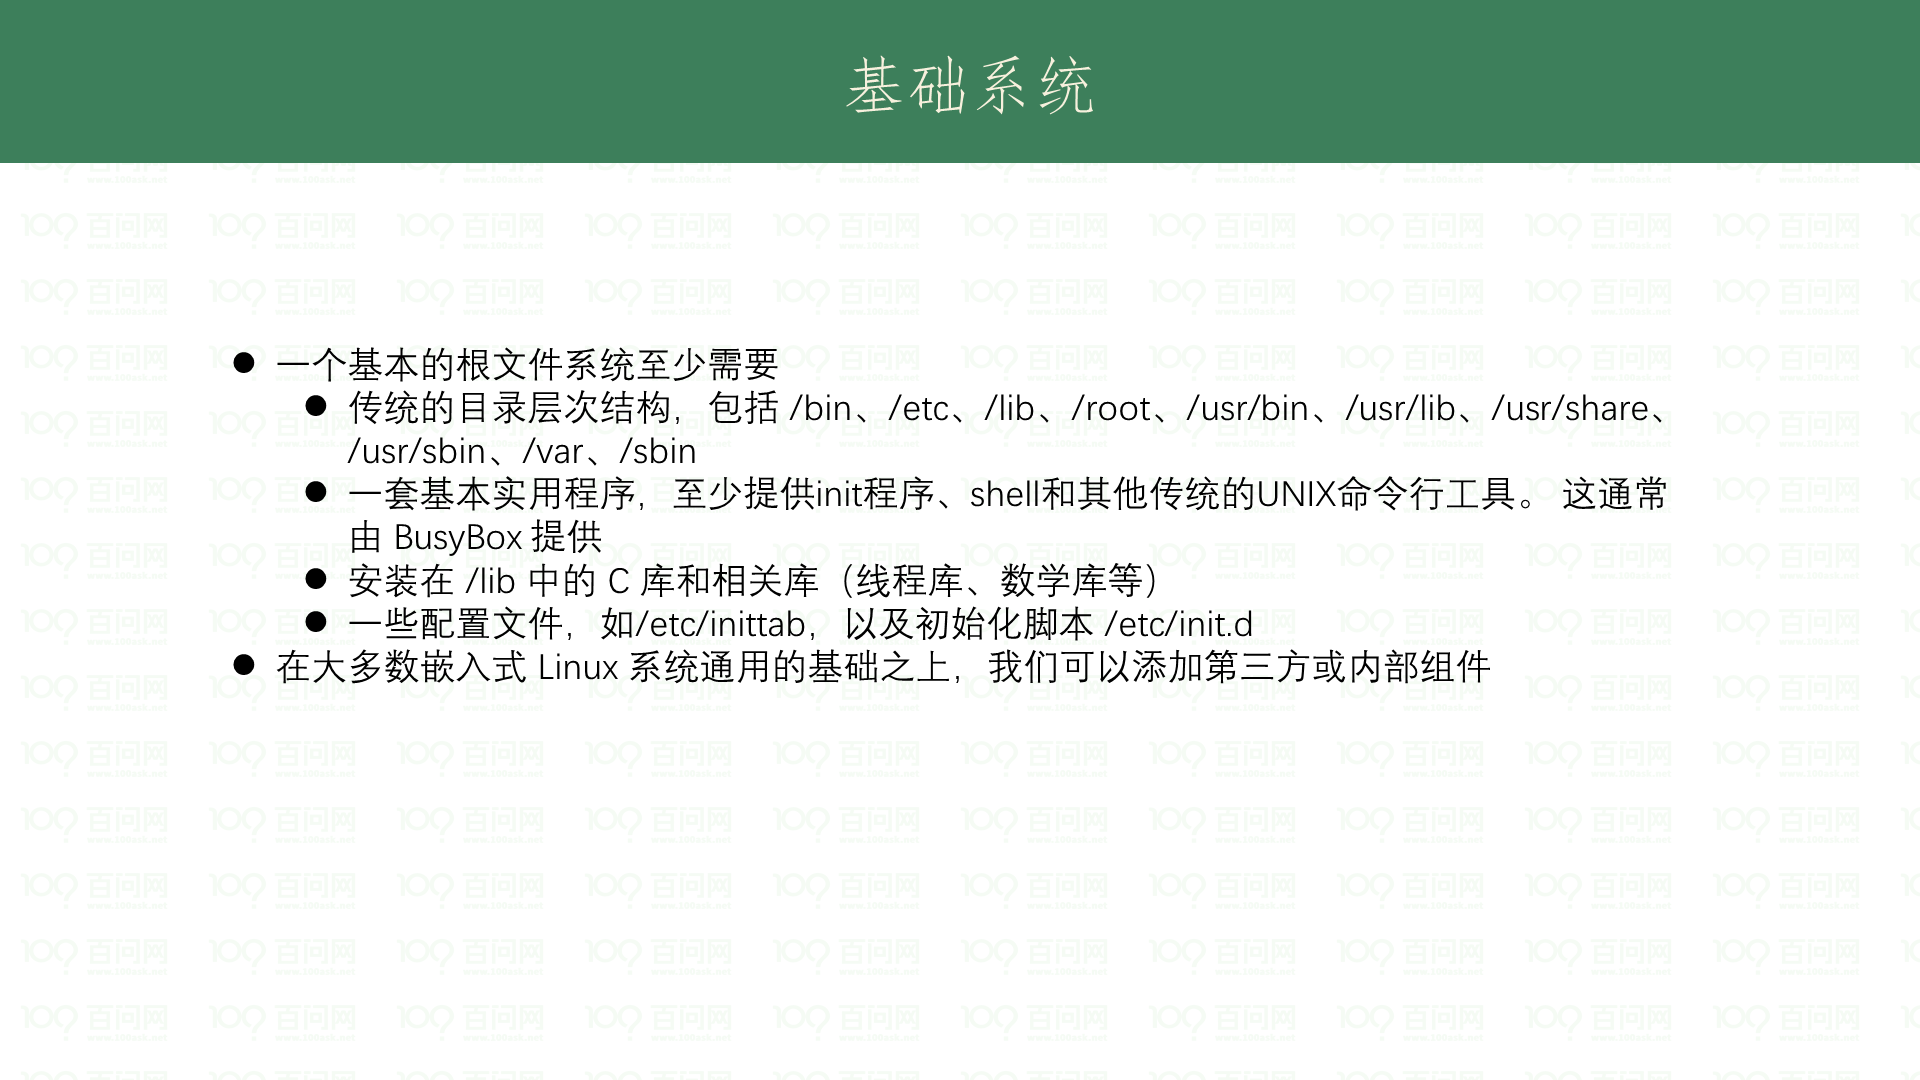 基础系统
● 一个基本的根文件系统至少需要
● 传统的目录层次结构，包括 /bin、/etc、/lib、/root、/usr/bin、/usr/lib、/usr/share、
/usr/sbin、/var、/sbin
● 一套基本实用程序，至少提供init程序、shell和其他传统的UNIX命令行工具。 这通常
由 BusyBox 提供
● 安装在 /lib 中的 C 库和相关库（线程库、数学库等）
● 一些配置文件，如/etc/inittab，以及初始化脚本 /etc/init.d
● 在大多数嵌入式 Linux 系统通用的基础之上，我们可以添加第三方或内部组件
百问网
www.100ask.net